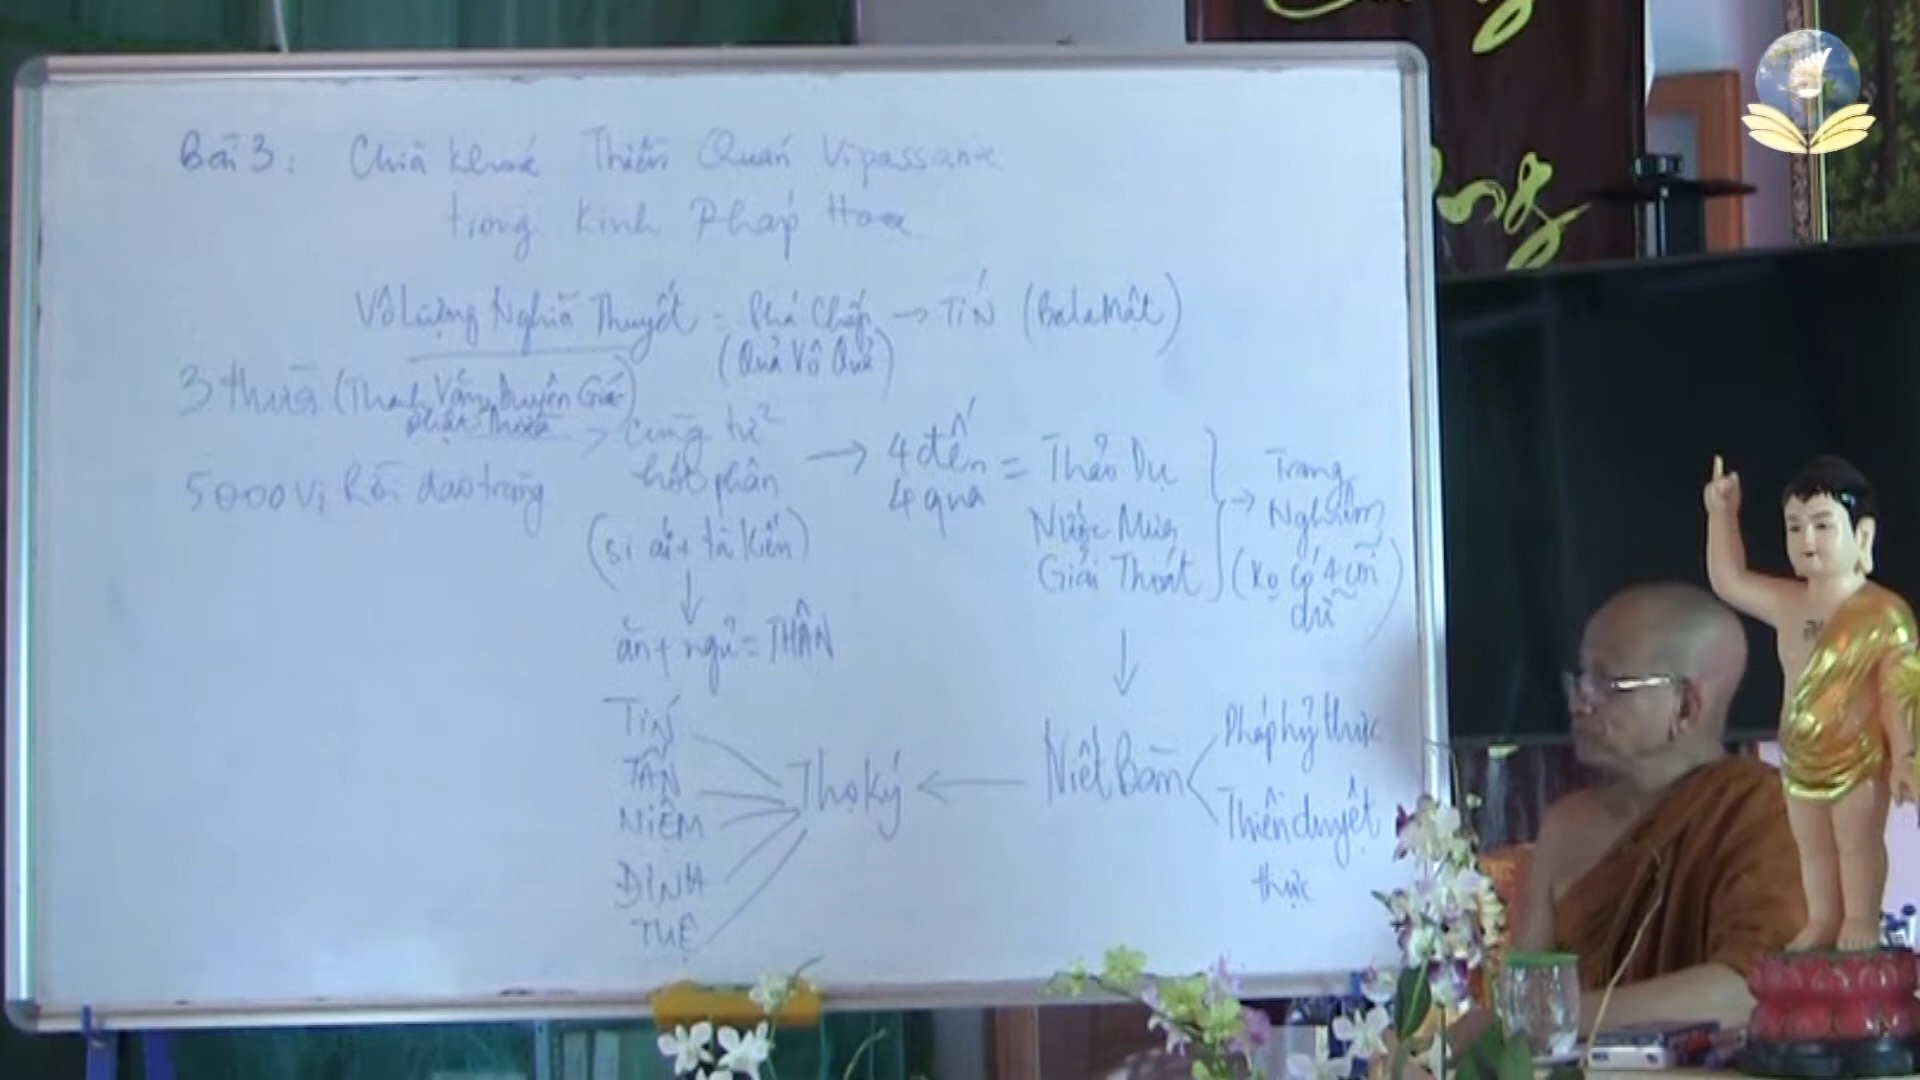 Bài 3: Chìa khoá Thiền Quán Vipassana
trong Kinh Pháp Hoa
Vô Lượng Nghĩa Thuyết = Phá Chấp → TÍN (Ba la Mật)
(Quả Vô Quả)
3 thừa (Thanh Văn, Duyên Giác
Phật Thừa
5000 vị Rời đạo tràng
→ cùng tử²
hốt phân
(si ái + tà kiến)
↓
ăn + ngủ = THÂN
→ 4 đến
4 quả
= Thảo Dụ
Nước Mưa
Giải Thoát
→ Trang
Nghiêm
(Ko có 4 cõi
dữ)
↓
Niết Bàn
Pháp hỷ thực
Thiền duyệt
thực
← Thọ Ký
TÍN
TẤN
NIỆM
ĐỊNH
TUỆ